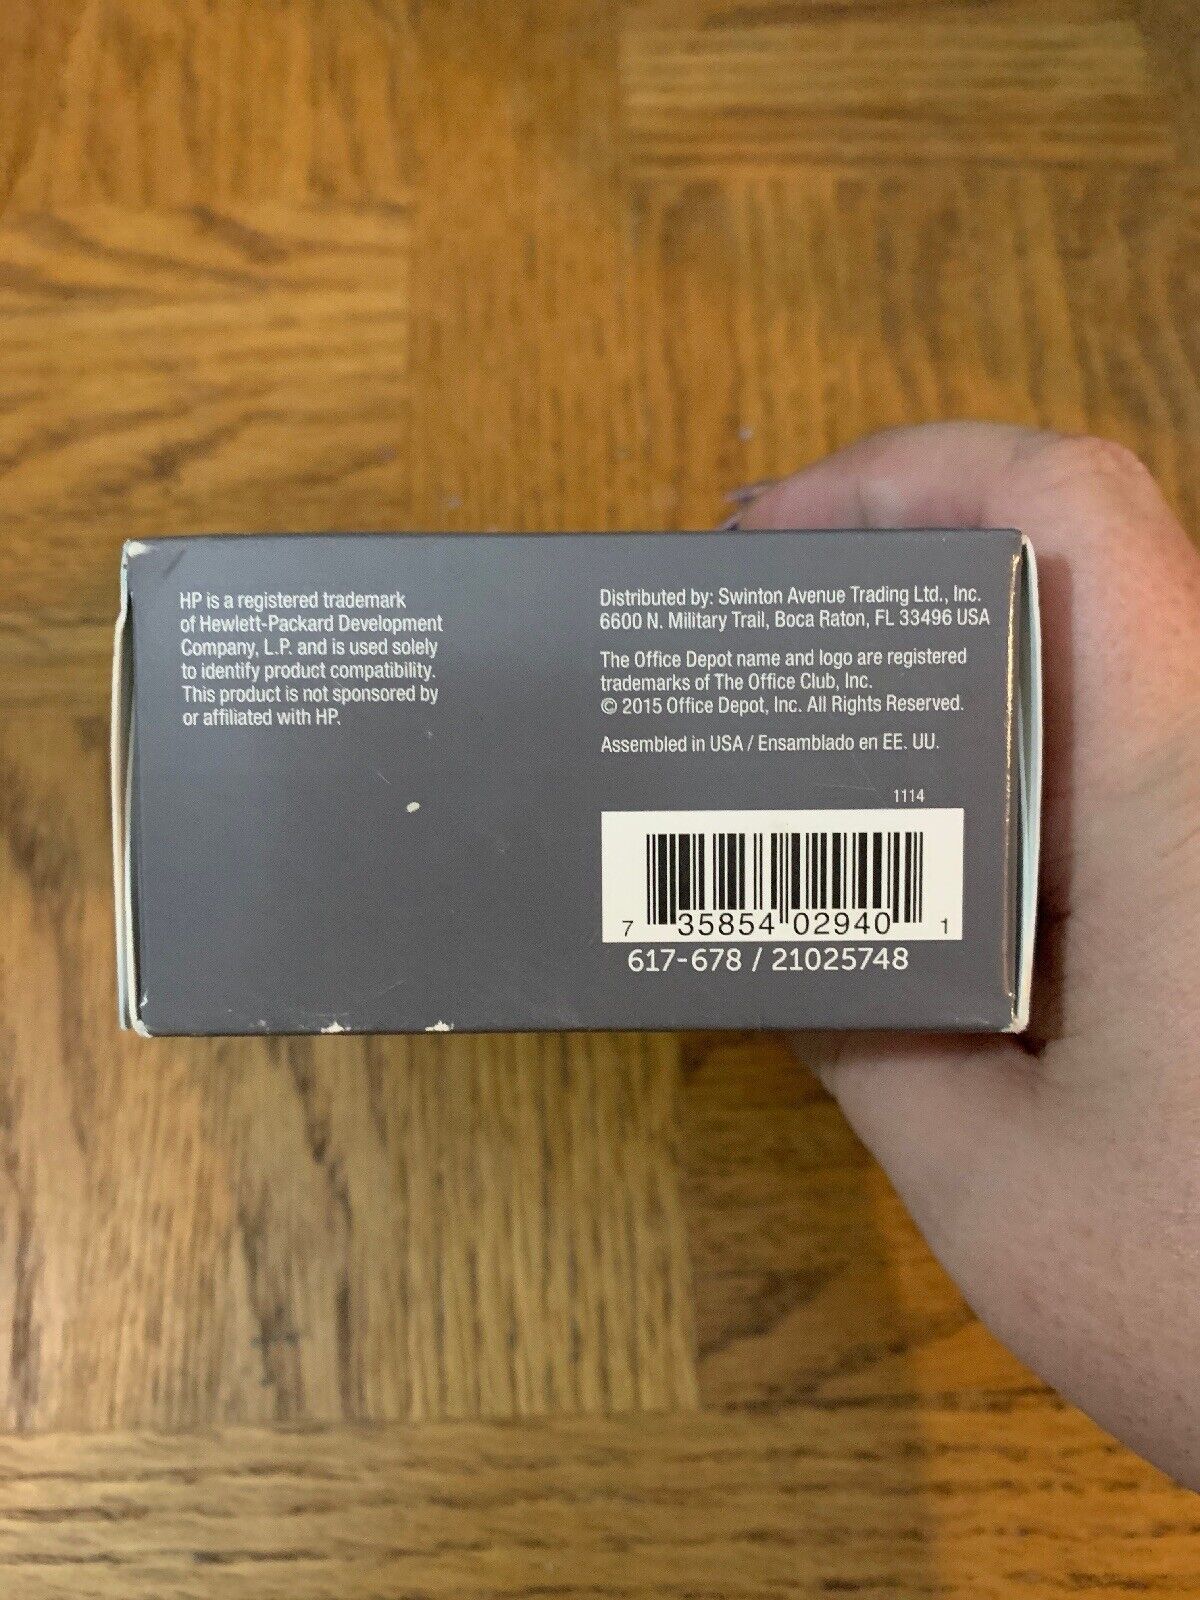 HP is a registered trademark
of Hewlett-Packard Development
Company, L.P. and is used solely
to identify product compatibility.
This product is not sponsored by
or affiliated with HP.
Distributed by: Swinton Avenue Trading Ltd., Inc.
6600 N. Military Trail, Boca Raton, FL 33496 USA
The Office Depot name and logo are registered
trademarks of The Office Club, Inc.
© 2015 Office Depot, Inc. All Rights Reserved.
Assembled in USA / Ensamblado en EE. UU.
1114
7 35854 02940 1
617-678 / 21025748